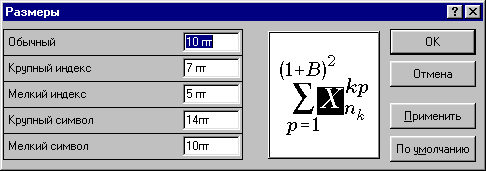 Размеры
Обычный 10 пт
Крупный индекс 7 пт
Мелкий индекс 5 пт
Крупный символ 14пт
Мелкий символ 10пт
(1+B)²
∑ X kp nk
p=1
OK
Отмена
Применить
По умолчанию